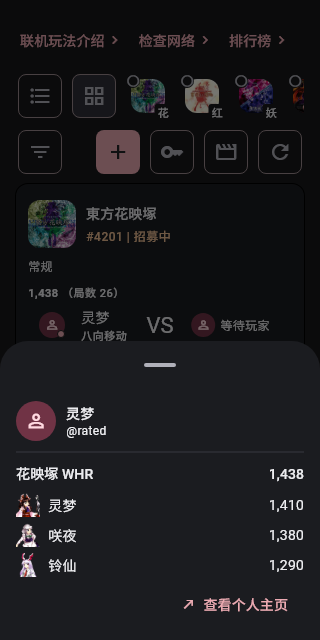 联机玩法介绍 检查网络 排行榜
花 红 妖
東方花映塚
#4201 | 招募中
常规
1,438 （局数 26）
灵梦
八向移动
VS
等待玩家
灵梦
@rated
花映塚 WHR 1,438
灵梦 1,410
咲夜 1,380
铃仙 1,290
查看个人主页